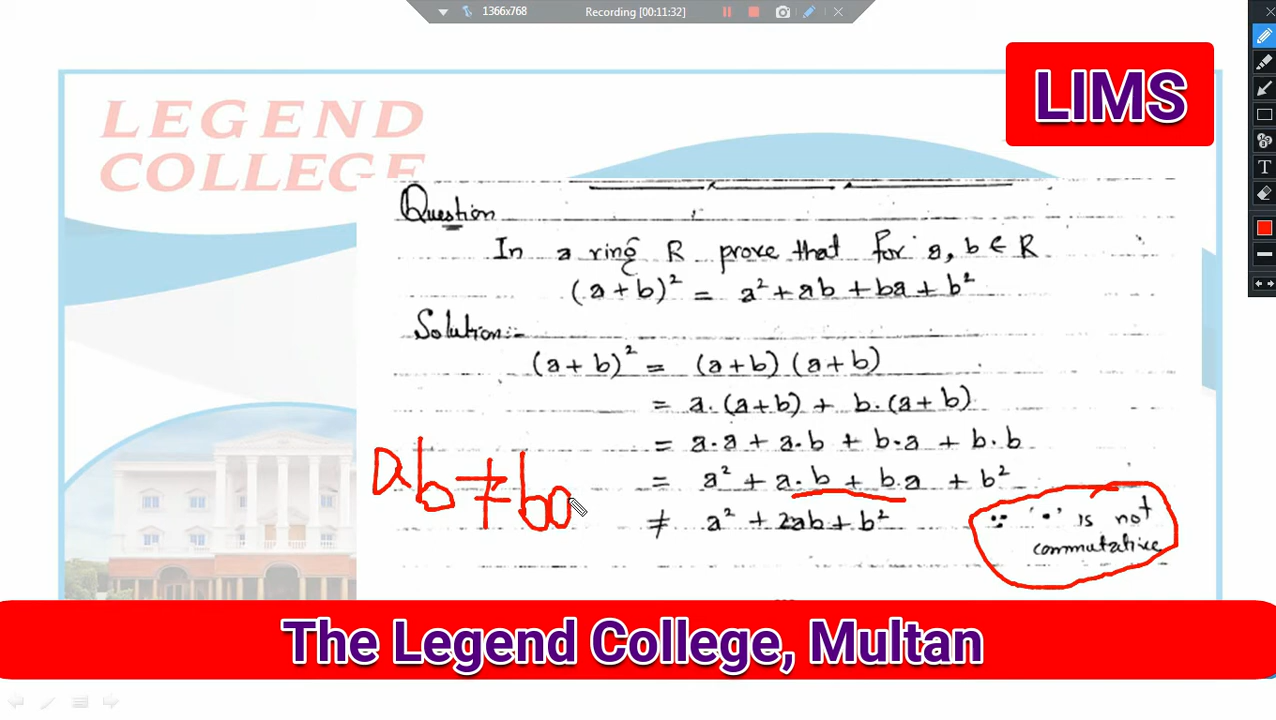 1366x768 Recording [00:11:32]
LIMS
LEGEND
COLLEGE
Question
In a ring R prove that for a, b ∈ R
(a + b)² = a² + ab + ba + b²
Solution:-
(a + b)² = (a + b) (a + b)
= a.(a+b) + b.(a+b)
= a.a + a.b + b.a + b.b
= a² + a.b + b.a + b²
≠ a² + 2ab + b²
∵ '•' is not
commutative
ab ≠ ba
The Legend College, Multan